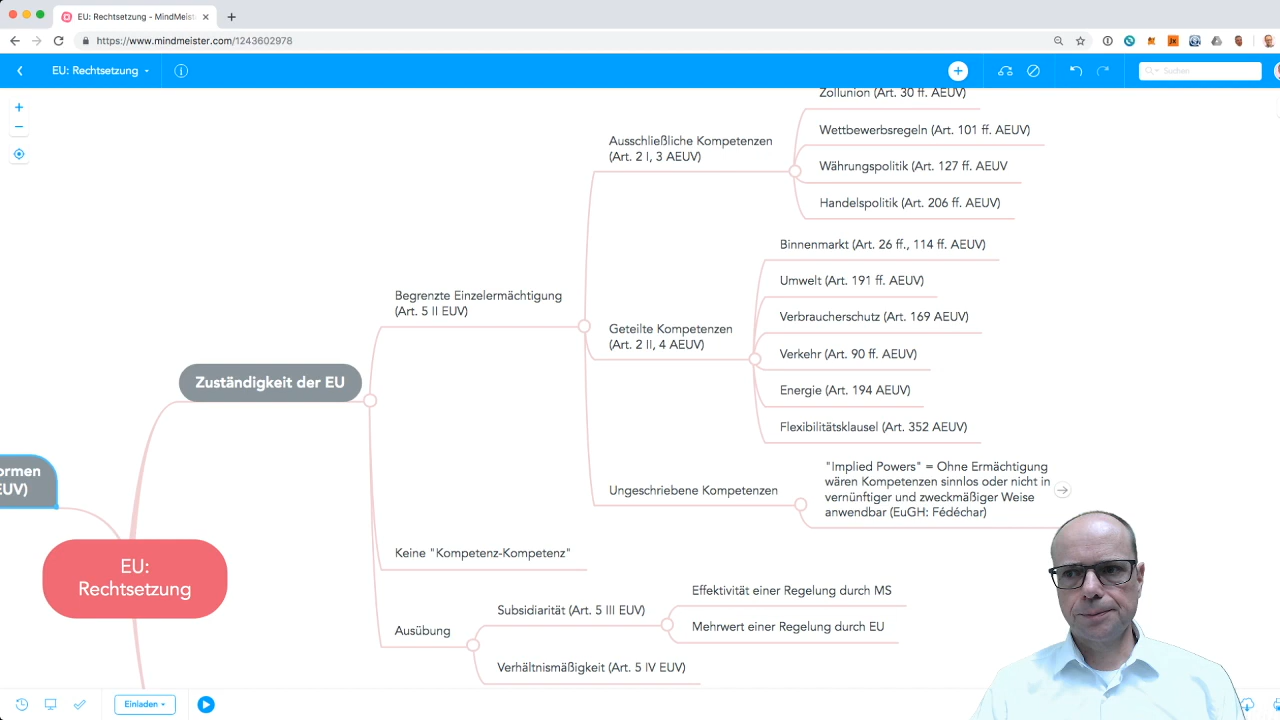 EU: Rechtsetzung - MindMeiste
https://www.mindmeister.com/1243602978
EU: Rechtsetzung
Suchen
Zollunion (Art. 30 ff. AEUV)
Ausschließliche Kompetenzen
(Art. 2 I, 3 AEUV)
Wettbewerbsregeln (Art. 101 ff. AEUV)
Währungspolitik (Art. 127 ff. AEUV
Handelspolitik (Art. 206 ff. AEUV)
Begrenzte Einzelermächtigung
(Art. 5 II EUV)
Geteilte Kompetenzen
(Art. 2 II, 4 AEUV)
Binnenmarkt (Art. 26 ff., 114 ff. AEUV)
Umwelt (Art. 191 ff. AEUV)
Verbraucherschutz (Art. 169 AEUV)
Verkehr (Art. 90 ff. AEUV)
Energie (Art. 194 AEUV)
Flexibilitätsklausel (Art. 352 AEUV)
Zuständigkeit der EU
Ungeschriebene Kompetenzen
"Implied Powers" = Ohne Ermächtigung
wären Kompetenzen sinnlos oder nicht in
vernünftiger und zweckmäßiger Weise
anwendbar (EuGH: Fédéchar)
ormen
EUV)
EU:
Rechtsetzung
Keine "Kompetenz-Kompetenz"
Ausübung
Subsidiarität (Art. 5 III EUV)
Effektivität einer Regelung durch MS
Mehrwert einer Regelung durch EU
Verhältnismäßigkeit (Art. 5 IV EUV)
Einladen